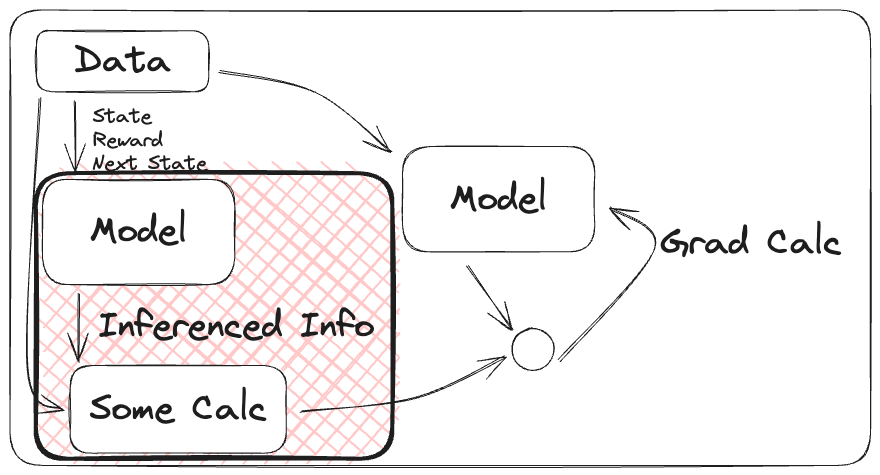 Data
State
Reward
Next State
Model
Model
Grad Calc
Inferenced Info
Some Calc